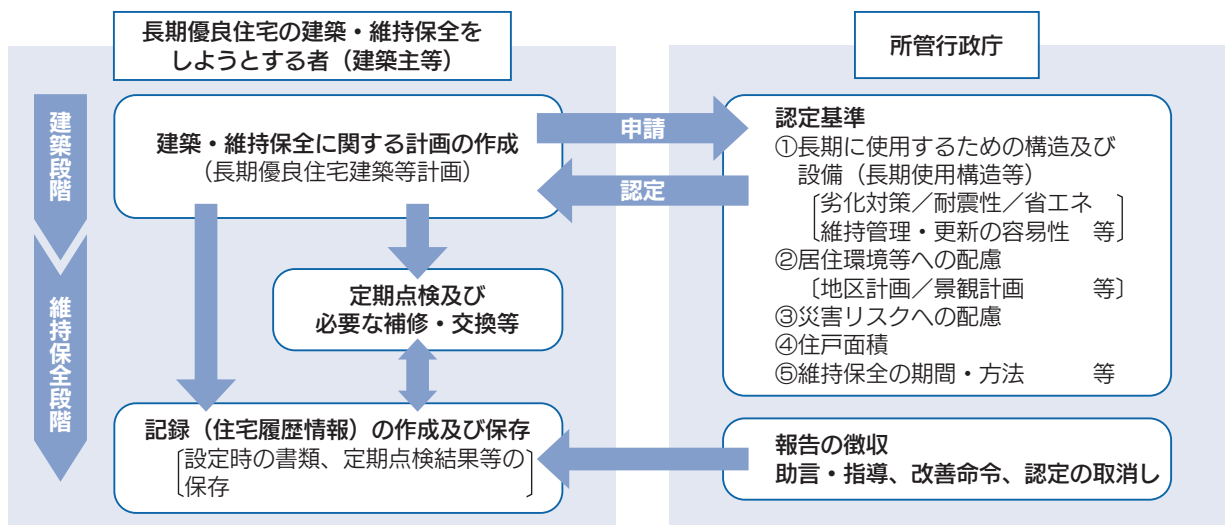 長期優良住宅の建築・維持保全を
しようとする者（建築主等）
建築段階
維持保全段階
建築・維持保全に関する計画の作成
（長期優良住宅建築等計画）
定期点検及び
必要な補修・交換等
記録（住宅履歴情報）の作成及び保存
〔設定時の書類、定期点検結果等の
保存〕
申請
認定
所管行政庁
認定基準
①長期に使用するための構造及び
設備（長期使用構造等）
〔劣化対策／耐震性／省エネ
維持管理・更新の容易性　等〕
②居住環境等への配慮
〔地区計画／景観計画　等〕
③災害リスクへの配慮
④住戸面積
⑤維持保全の期間・方法　等
報告の徴収
助言・指導、改善命令、認定の取消し